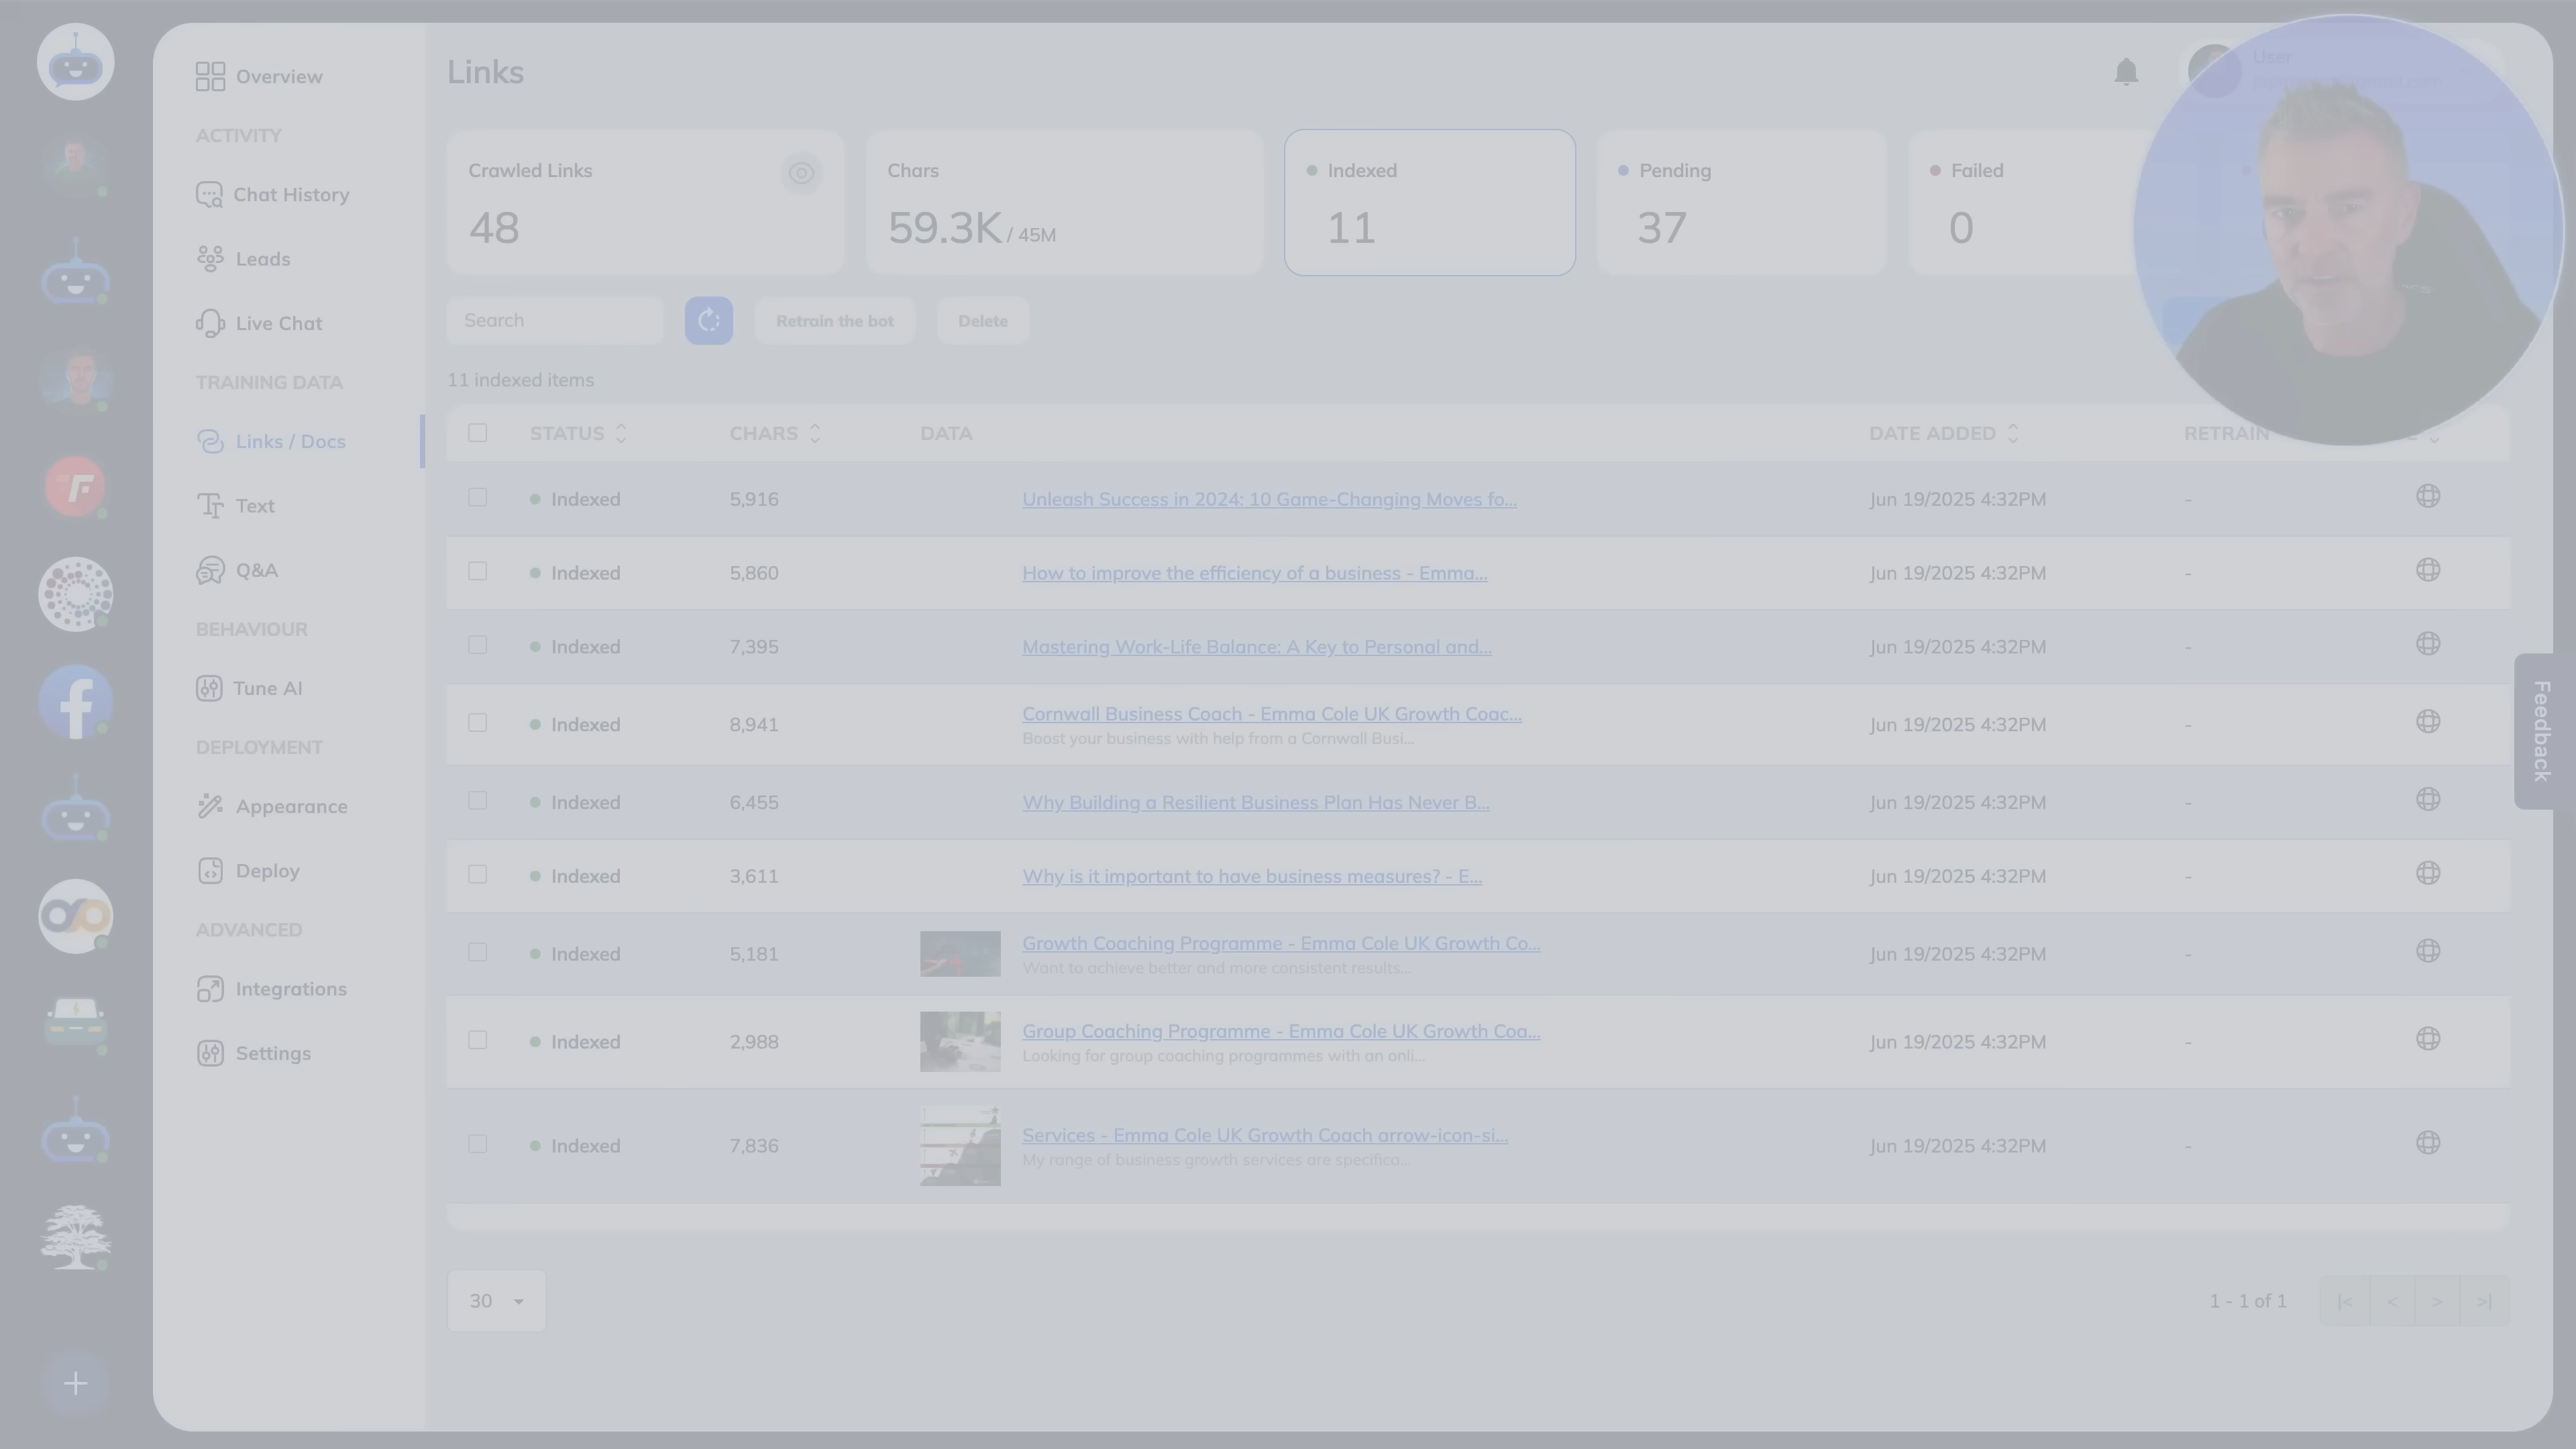 Overview
ACTIVITY
Chat History
Leads
Live Chat
TRAINING DATA
Links / Docs
Text
Q&A
BEHAVIOUR
Tune AI
DEPLOYMENT
Appearance
Deploy
ADVANCED
Integrations
Settings
Links
User
Crawled Links
48
Chars
59.3K / 45M
Indexed
11
Pending
37
Failed
0
Search
Retrain the bot
Delete
11 indexed items
STATUS CHARS DATA DATE ADDED RETRAIN
Indexed 5,916 Unleash Success in 2024: 10 Game-Changing Moves fo... Jun 19/2025 4:32PM -
Indexed 5,860 How to improve the efficiency of a business - Emma... Jun 19/2025 4:32PM -
Indexed 7,395 Mastering Work-Life Balance: A Key to Personal and... Jun 19/2025 4:32PM -
Indexed 8,941 Cornwall Business Coach - Emma Cole UK Growth Coac... Jun 19/2025 4:32PM -
Boost your business with help from a Cornwall Busi...
Indexed 6,455 Why Building a Resilient Business Plan Has Never B... Jun 19/2025 4:32PM -
Indexed 3,611 Why is it important to have business measures? - E... Jun 19/2025 4:32PM -
Indexed 5,181 Growth Coaching Programme - Emma Cole UK Growth Co... Jun 19/2025 4:32PM -
Want to achieve better and more consistent results...
Indexed 2,988 Group Coaching Programme - Emma Cole UK Growth Coa... Jun 19/2025 4:32PM -
Looking for group coaching programmes with an onli...
Indexed 7,836 Services - Emma Cole UK Growth Coach arrow-icon-si... Jun 19/2025 4:32PM -
My range of business growth services are specifica...
30
1 - 1 of 1 |< < > >|
Feedback